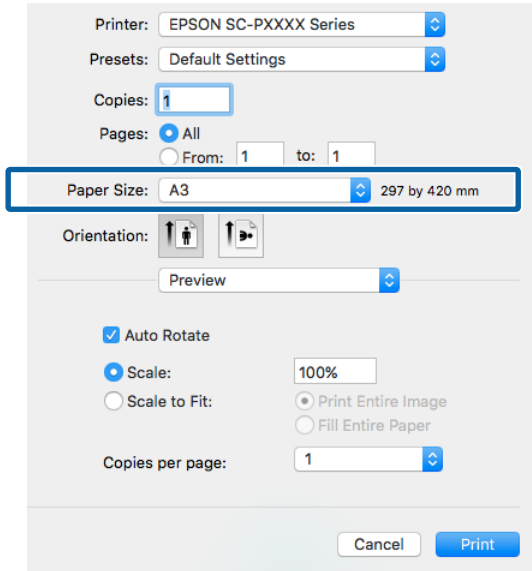 Printer: EPSON SC-PXXXX Series
Presets: Default Settings
Copies: 1
Pages: All
From: 1 to: 1
Paper Size: A3 297 by 420 mm
Orientation:
Preview
Auto Rotate
Scale: 100%
Scale to Fit: Print Entire Image
Fill Entire Paper
Copies per page: 1
Cancel Print